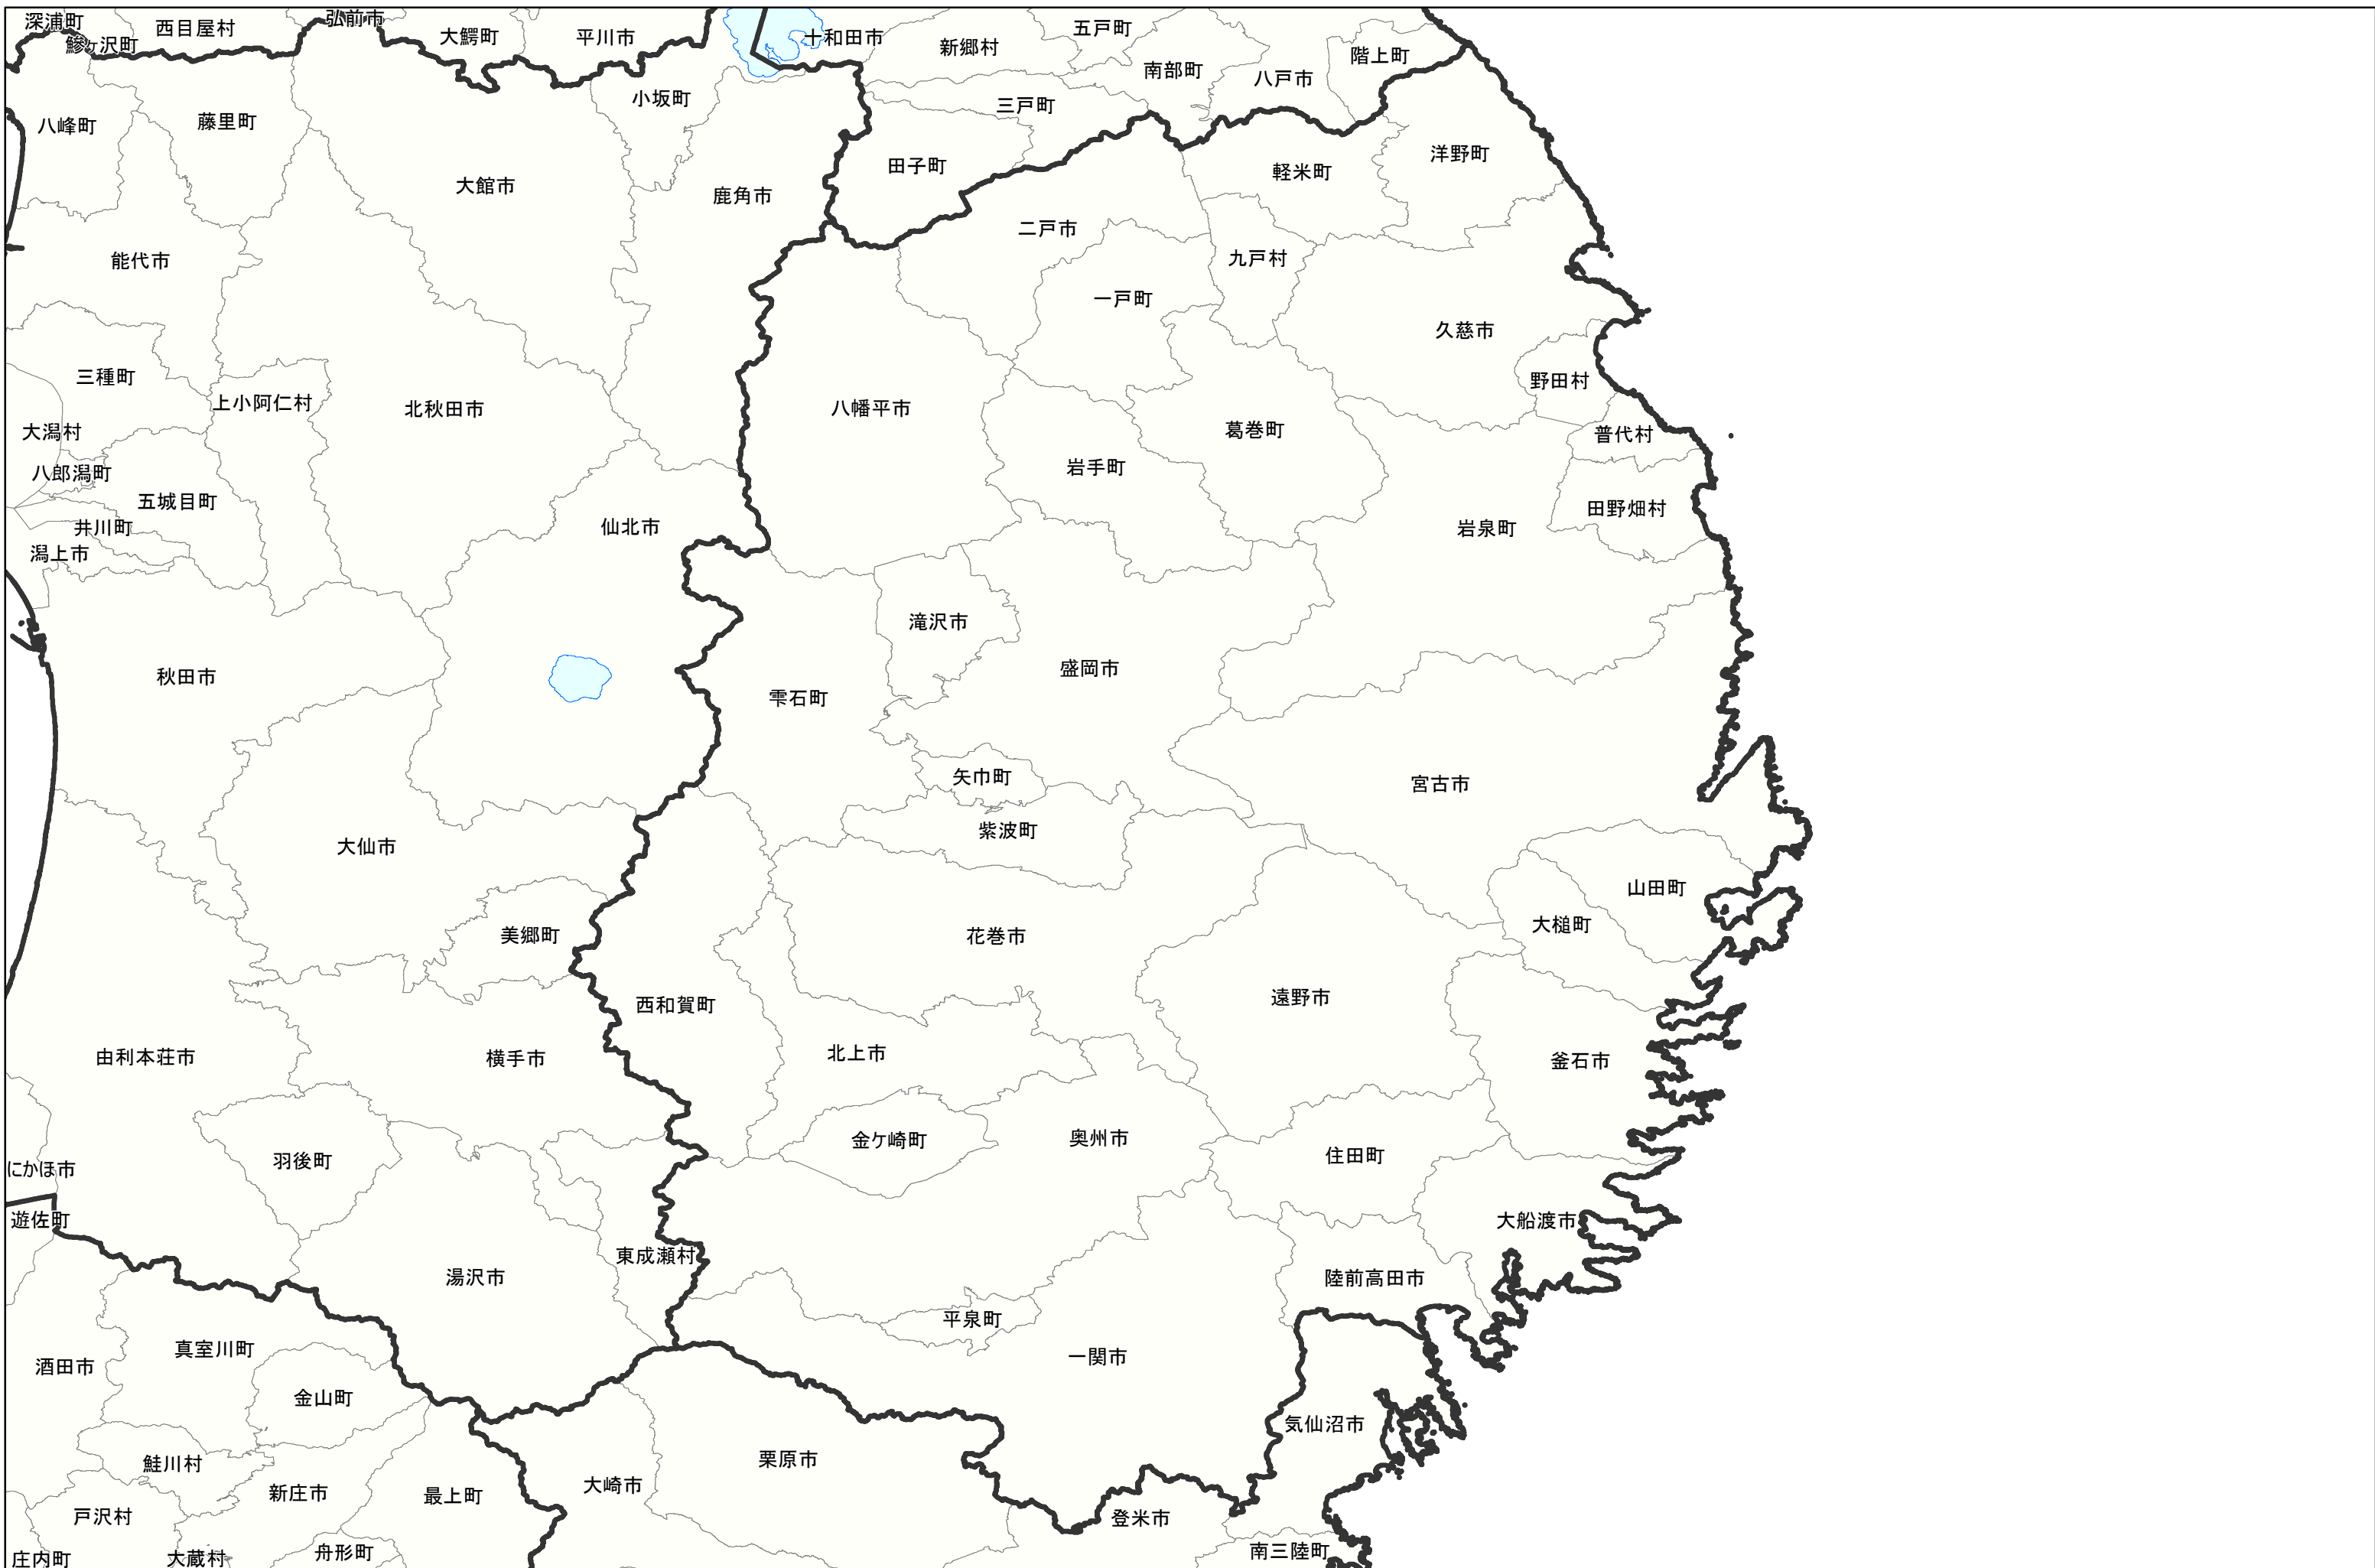 深浦町
鰺ヶ沢町
西目屋村
弘前市
大鰐町
平川市
十和田市
新郷村
五戸町
南部町
八戸市
階上町
八峰町
藤里町
小坂町
三戸町
田子町
大館市
鹿角市
軽米町
洋野町
能代市
二戸市
九戸村
一戸町
久慈市
三種町
上小阿仁村
北秋田市
八幡平市
野田村
大潟村
葛巻町
普代村
八郎潟町
岩手町
五城目町
田野畑村
井川町
仙北市
岩泉町
潟上市
滝沢市
秋田市
盛岡市
雫石町
矢巾町
宮古市
紫波町
大仙市
山田町
大槌町
美郷町
花巻市
西和賀町
遠野市
由利本荘市
横手市
北上市
釜石市
金ケ崎町
奥州市
にかほ市
羽後町
住田町
遊佐町
大船渡市
東成瀬村
湯沢市
陸前高田市
平泉町
真室川町
酒田市
一関市
金山町
気仙沼市
鮭川村
栗原市
新庄市
最上町
大崎市
戸沢村
登米市
庄内町
大蔵村
舟形町
南三陸町